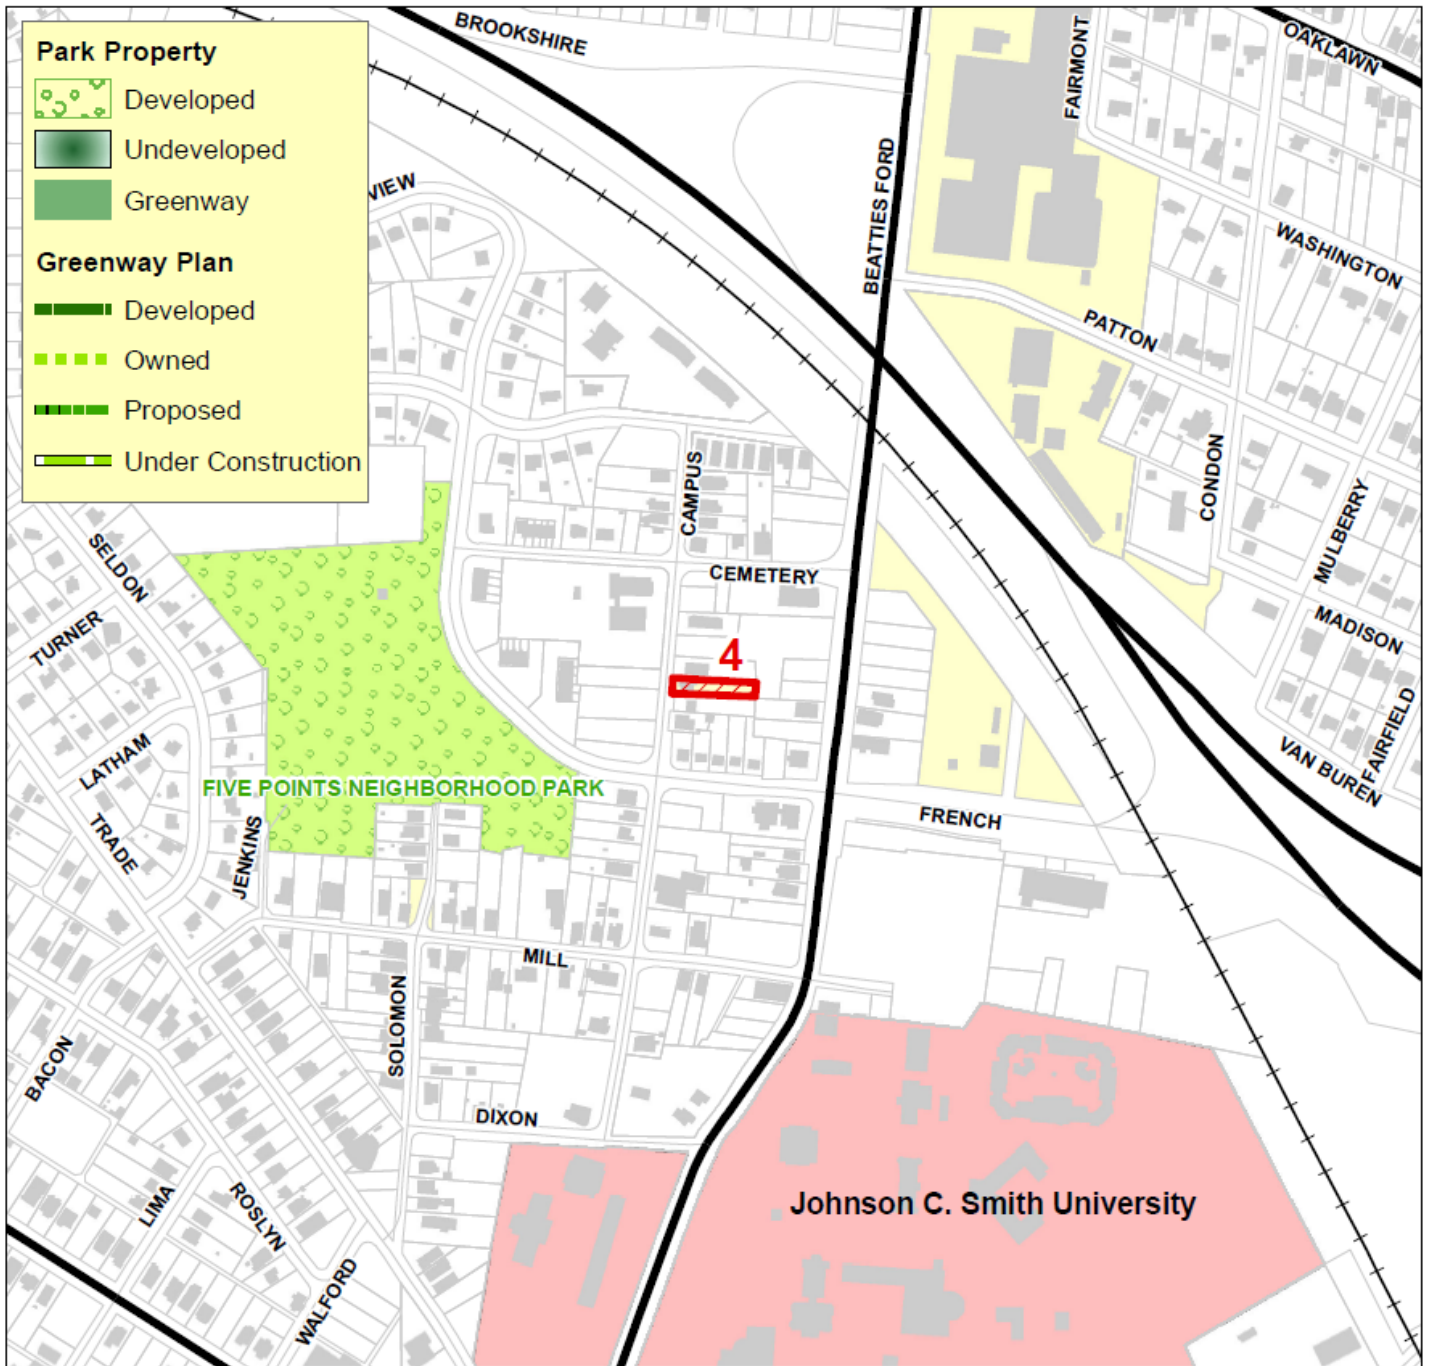 Park Property
Developed
Undeveloped
Greenway
Greenway Plan
Developed
Owned
Proposed
Under Construction
BROOKSHIRE
FAIRMONT
OAKLAWN
VIEW
BEATTIES FORD
WASHINGTON
PATTON
CAMPUS
CONDON
MULBERRY
SELDON
CEMETERY
TURNER
MADISON
4
LATHAM
FAIRFIELD
VAN BUREN
FIVE POINTS NEIGHBORHOOD PARK
TRADE
JENKINS
FRENCH
MILL
SOLOMON
BACON
DIXON
LIMA
ROSLYN
Johnson C. Smith University
WALFORD